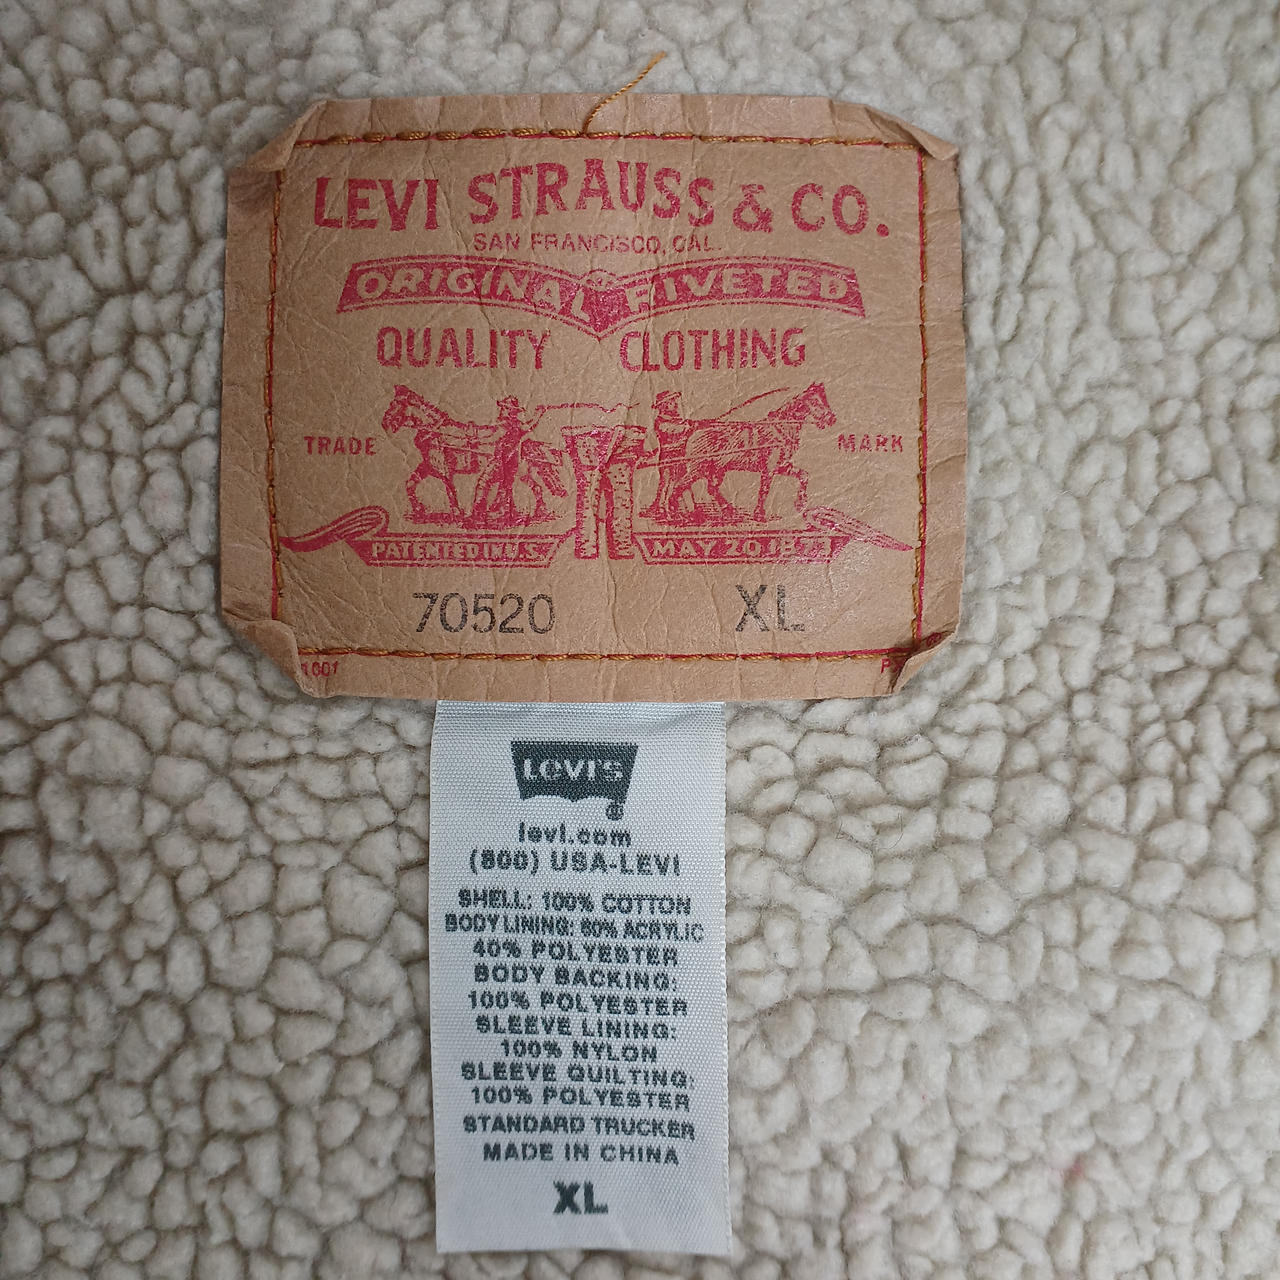 LEVI STRAUSS & CO.
SAN FRANCISCO, CAL.
ORIGINAL RIVETED
QUALITY CLOTHING
TRADE MARK
PATENTED IN U.S. MAY 20 1873
70520 XL
1601
LEVI'S
®
levi.com
(800) USA-LEVI
SHELL: 100% COTTON
BODY LINING: 60% ACRYLIC
40% POLYESTER
BODY BACKING:
100% POLYESTER
SLEEVE LINING:
100% NYLON
SLEEVE QUILTING:
100% POLYESTER
STANDARD TRUCKER
MADE IN CHINA
XL